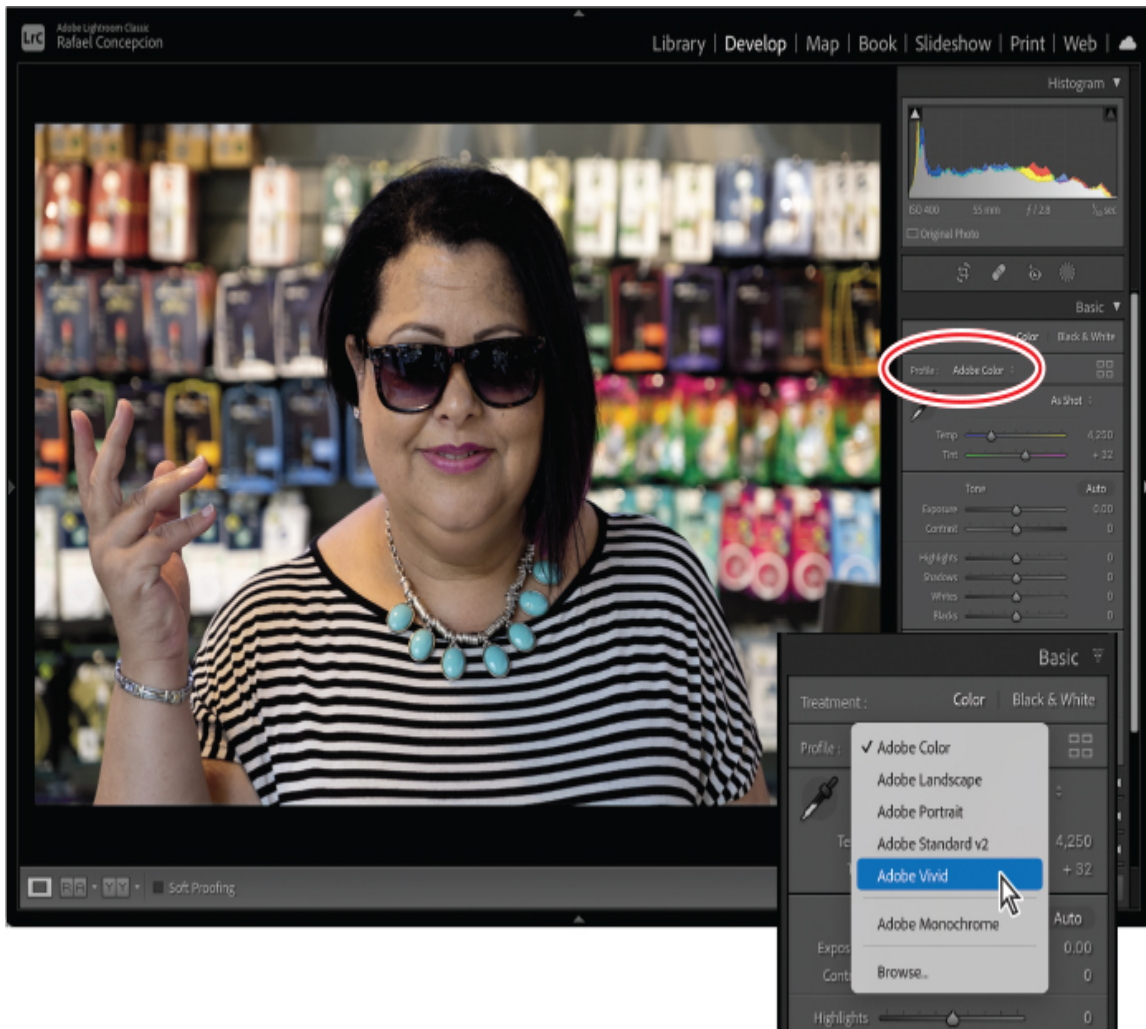 LrC
Adobe Lightroom Classic
Rafael Concepcion
Library | Develop | Map | Book | Slideshow | Print | Web |
Histogram
ISO 400 55 mm f / 2.8 sec
Original Photo
Basic
Color Black & White
Profile : Adobe Color
As Shot
Temp 4,250
Tint + 32
Tone Auto
Exposure 0.00
Contrast 0
Highlights 0
Shadows 0
Whites 0
Blacks 0
Soft Proofing
Basic
Treatment : Color | Black & White
Profile : ✓ Adobe Color
Adobe Landscape
Adobe Portrait
Adobe Standard v2
4,250
Adobe Vivid
+ 32
Adobe Monochrome
Auto
Expos 0.00
Browse...
Cont 0
Highlights 0